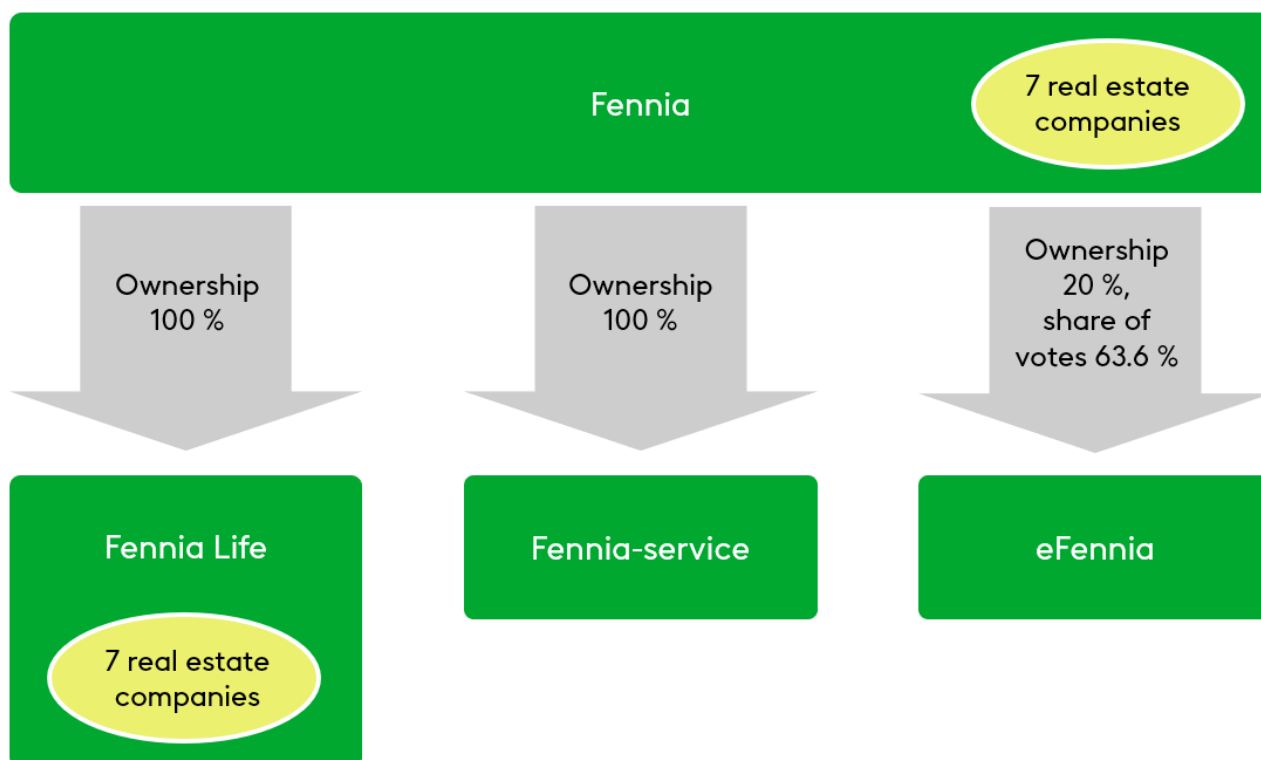 Fennia
7 real estate
companies
Ownership
100 %
Ownership
100 %
Ownership
20 %,
share of
votes 63.6 %
Fennia Life
7 real estate
companies
Fennia-service
eFennia